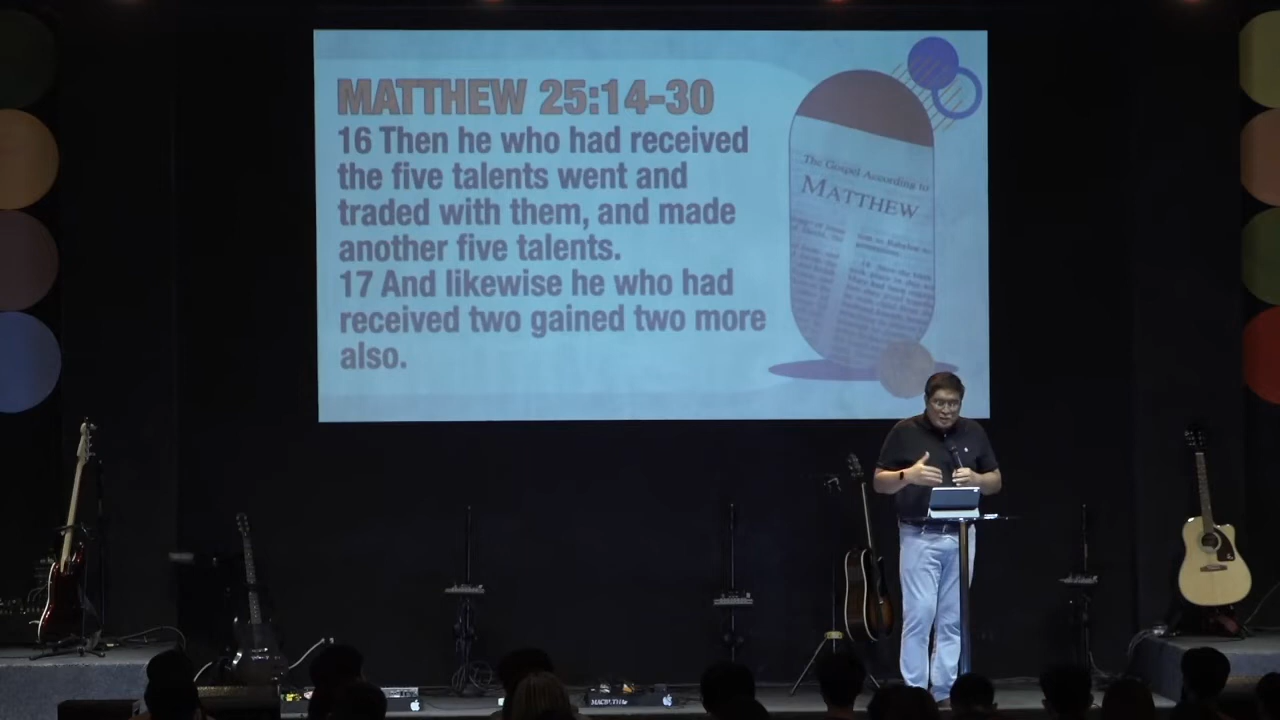 MATTHEW 25:14-30
16 Then he who had received
the five talents went and
traded with them, and made
another five talents.
17 And likewise he who had
received two gained two more
also.
The Gospel According to
MATTHEW